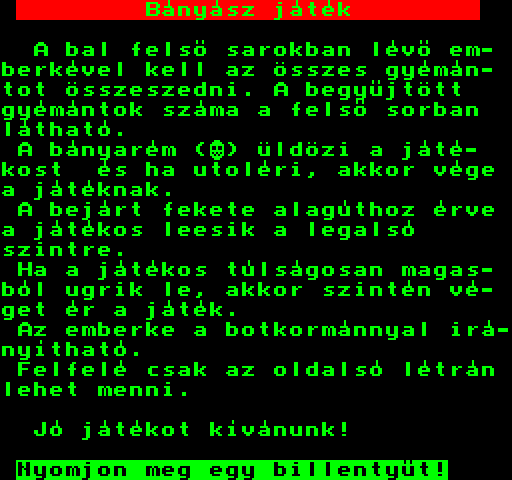 Bányász játék
A bal felső sarokban lévő em-
berkével kell az összes gyémán-
tot összeszedni. A begyűjtött
gyémántok száma a felső sorban
látható.
A bányarém () üldözi a játé-
kost és ha utoléri, akkor vége
a játéknak.
A bejárt fekete alagúthoz érve
a játékos leesik a legalsó
szintre.
Ha a játékos túlságosan magas-
ból ugrik le, akkor szintén vé-
get ér a játék.
Az emberke a botkormánnyal irá-
nyítható.
Felfelé csak az oldalsó létrán
lehet menni.
Jó játékot kívánunk!
Nyomjon meg egy billentyűt!